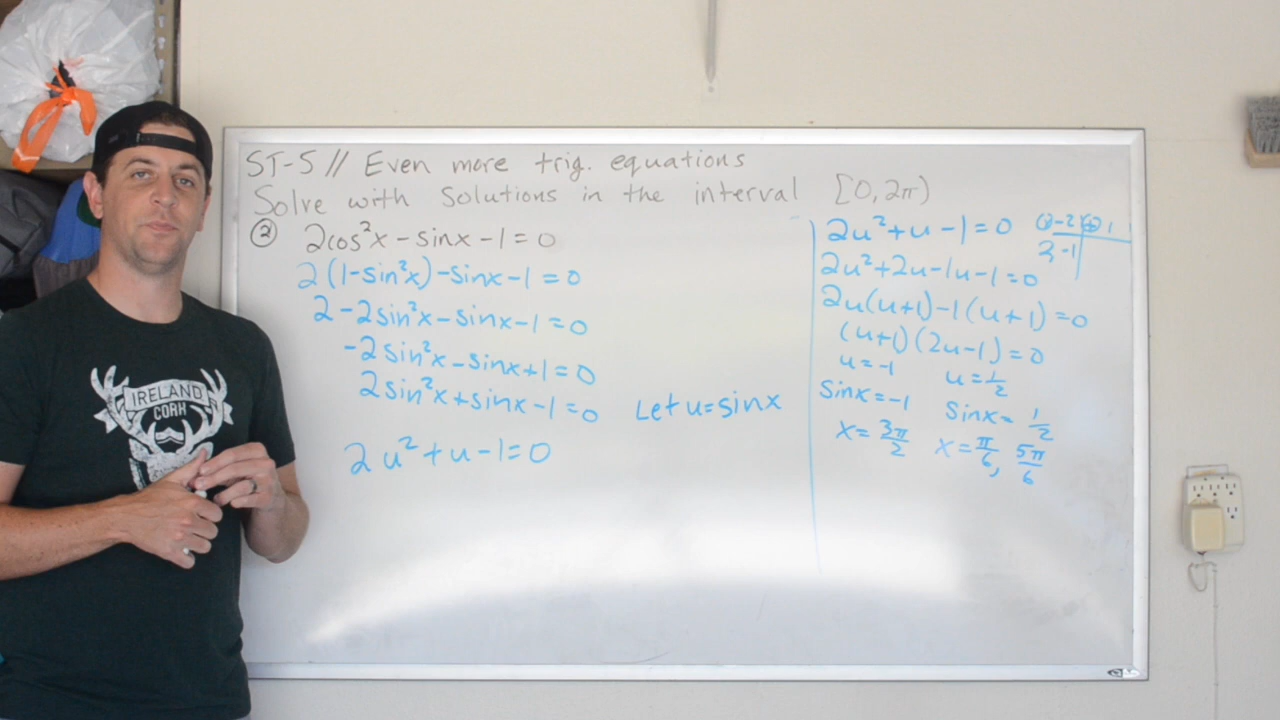 ST-5 // Even more trig. equations
Solve with Solutions in the interval [0, 2π)
② 2cos²x - sinx - 1 = 0
2(1-sin²x) - sinx - 1 = 0
2 - 2sin²x - sinx - 1 = 0
-2sin²x - sinx + 1 = 0
2sin²x + sinx - 1 = 0
Let u = sinx
2u² + u - 1 = 0
2u² + u - 1 = 0
2u² + 2u - 1u - 1 = 0
2u(u+1) - 1(u+1) = 0
(u+1)(2u-1) = 0
u = -1 u = 1/2
sinx = -1 sinx = 1/2
x = 3π/2 x = π/6, 5π/6
2 -1
IRELAND
CORK